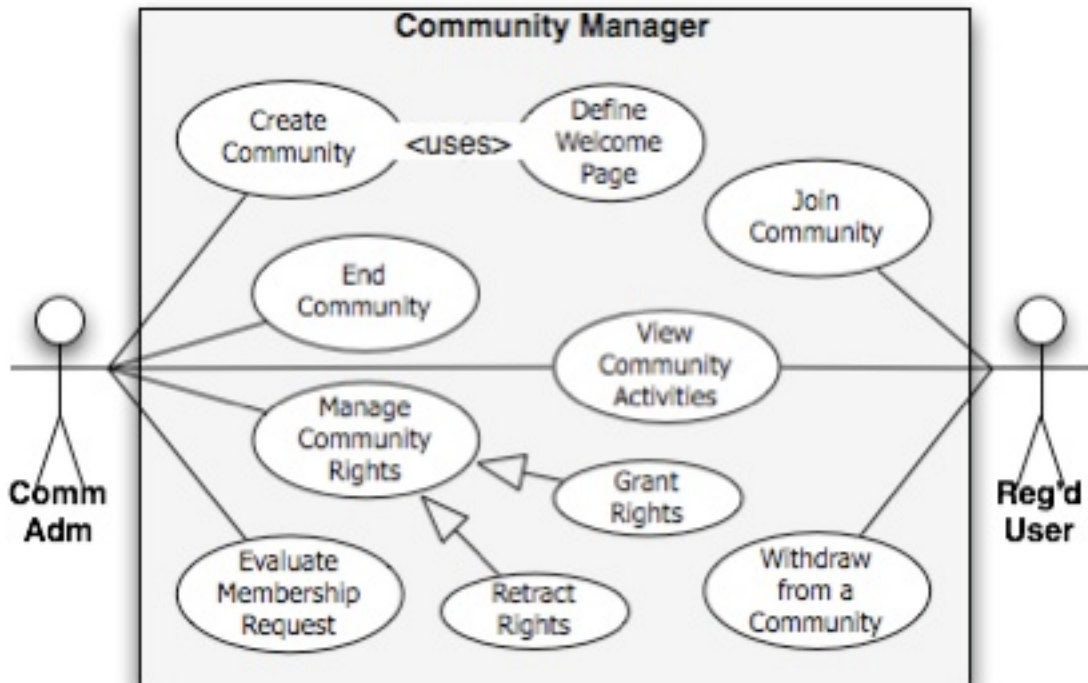 Community Manager
Create
Community
<uses>
Define
Welcome
Page
Join
Community
End
Community
View
Community
Activities
Manage
Community
Rights
Grant
Rights
Comm
Adm
Reg'd
User
Evaluate
Membership
Request
Retract
Rights
Withdraw
from a
Community